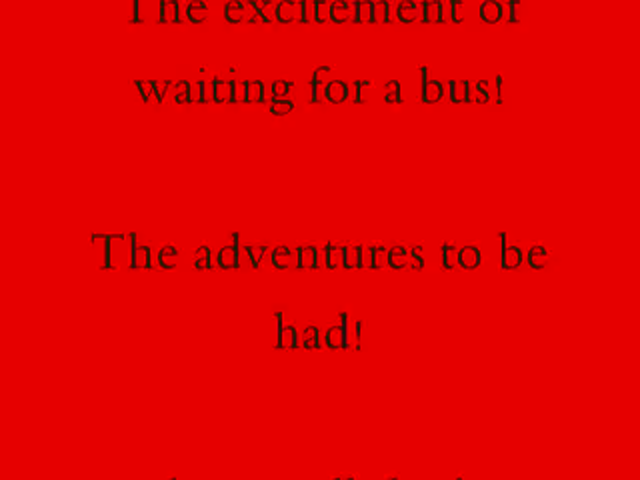 The excitement of
waiting for a bus!
The adventures to be
had!